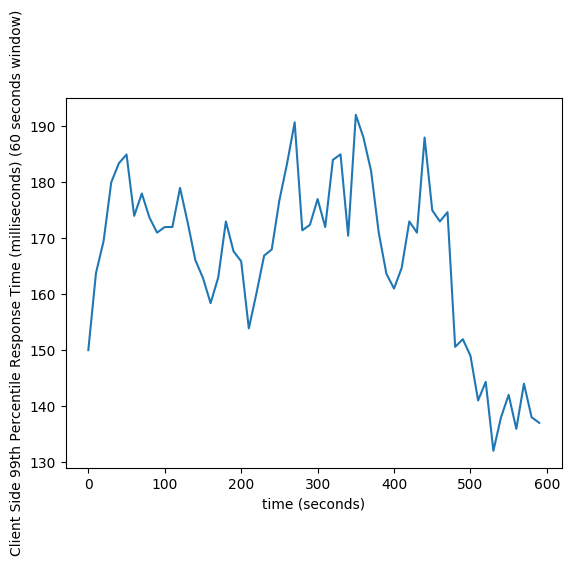 Client Side 99th Percentile Response Time (milliseconds) (60 seconds window)
190
180
170
160
150
140
130
0 100 200 300 400 500 600
time (seconds)